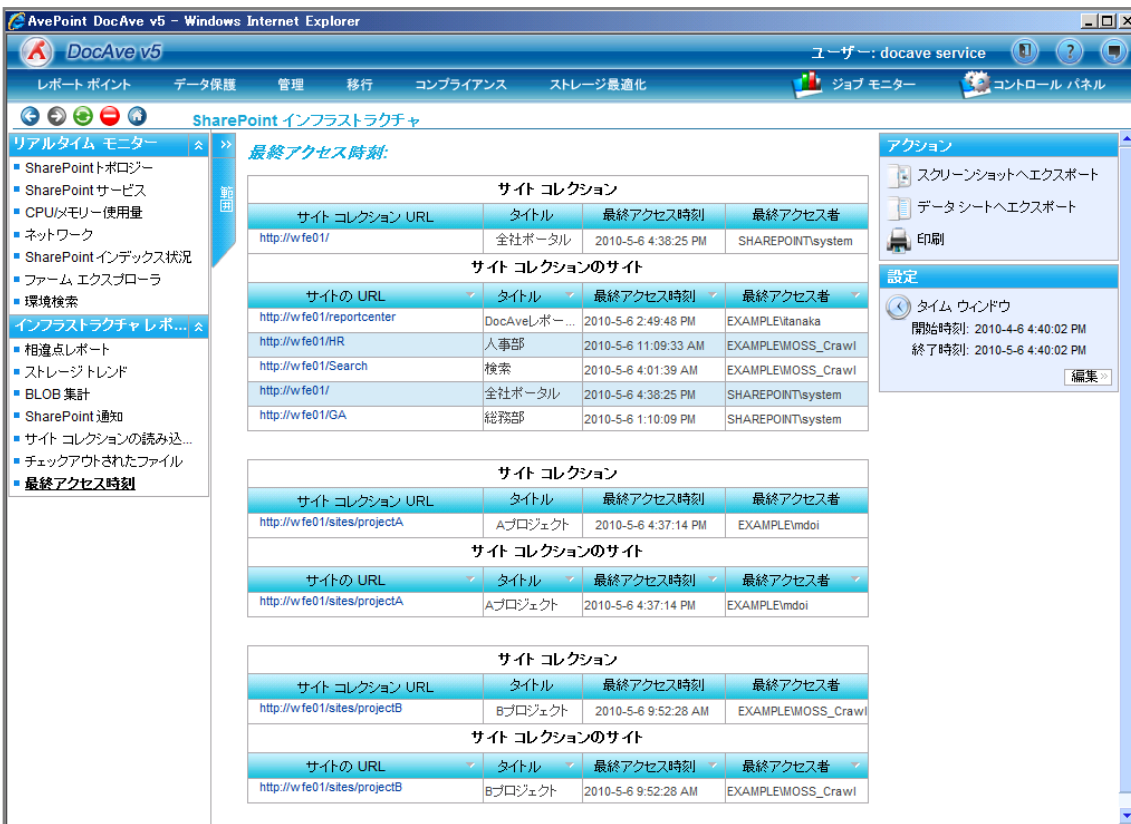 AvePoint DocAve v5 - Windows Internet Explorer
DocAve v5
ユーザー: docave service
レポート ポイント データ保護 管理 移行 コンプライアンス ストレージ最適化 ジョブ モニター コントロール パネル
SharePoint インフラストラクチャ
リアルタイム モニター
SharePointトポロジー
SharePointサービス
CPU/メモリー使用量
ネットワーク
SharePointインデックス状況
ファーム エクスプローラ
環境検索
インフラストラクチャ レポ...
相違点レポート
ストレージ トレンド
BLOB 集計
SharePoint 通知
サイト コレクションの読み込...
チェックアウトされたファイル
最終アクセス時刻
範囲
最終アクセス時刻:
サイト コレクション
サイト コレクション URL タイトル 最終アクセス時刻 最終アクセス者
http://wfe01/ 全社ポータル 2010-5-6 4:38:25 PM SHAREPOINT\system
サイト コレクションのサイト
サイトの URL タイトル 最終アクセス時刻 最終アクセス者
http://wfe01/reportcenter DocAveレポー... 2010-5-6 2:49:48 PM EXAMPLE\itanaka
http://wfe01/HR 人事部 2010-5-6 11:09:33 AM EXAMPLE\MOSS_Crawl
http://wfe01/Search 検索 2010-5-6 4:01:39 AM EXAMPLE\MOSS_Crawl
http://wfe01/ 全社ポータル 2010-5-6 4:38:25 PM SHAREPOINT\system
http://wfe01/GA 総務部 2010-5-6 1:10:09 PM SHAREPOINT\system
サイト コレクション
サイト コレクション URL タイトル 最終アクセス時刻 最終アクセス者
http://wfe01/sites/projectA Aプロジェクト 2010-5-6 4:37:14 PM EXAMPLE\mdoi
サイト コレクションのサイト
サイトの URL タイトル 最終アクセス時刻 最終アクセス者
http://wfe01/sites/projectA Aプロジェクト 2010-5-6 4:37:14 PM EXAMPLE\mdoi
サイト コレクション
サイト コレクション URL タイトル 最終アクセス時刻 最終アクセス者
http://wfe01/sites/projectB Bプロジェクト 2010-5-6 9:52:28 AM EXAMPLE\MOSS_Crawl
サイト コレクションのサイト
サイトの URL タイトル 最終アクセス時刻 最終アクセス者
http://wfe01/sites/projectB Bプロジェクト 2010-5-6 9:52:28 AM EXAMPLE\MOSS_Crawl
アクション
スクリーンショットへエクスポート
データ シートへエクスポート
印刷
設定
タイム ウィンドウ
開始時刻: 2010-4-6 4:40:02 PM
終了時刻: 2010-5-6 4:40:02 PM
編集